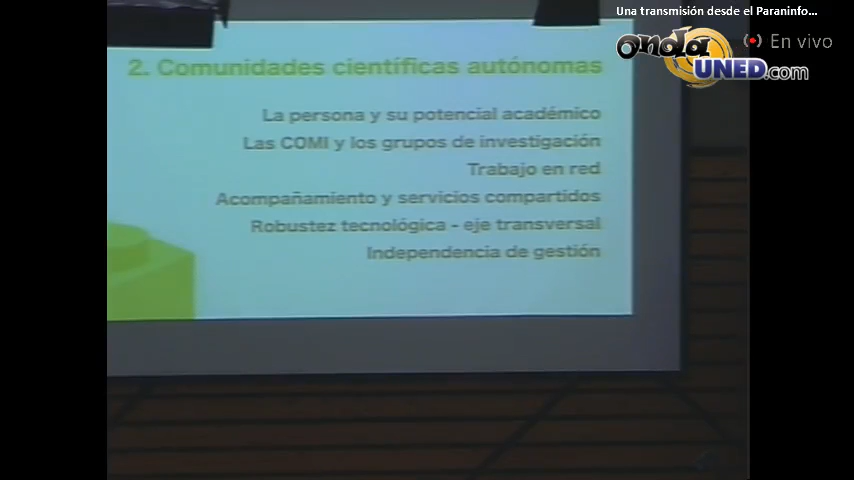 Una transmisión desde el Paraninfo...
onda
UNED.com
En vivo
2. Comunidades científicas autónomas
La persona y su potencial académico
Las COMI y los grupos de investigación
Trabajo en red
Acompañamiento y servicios compartidos
Robustez tecnológica - eje transversal
Independencia de gestión